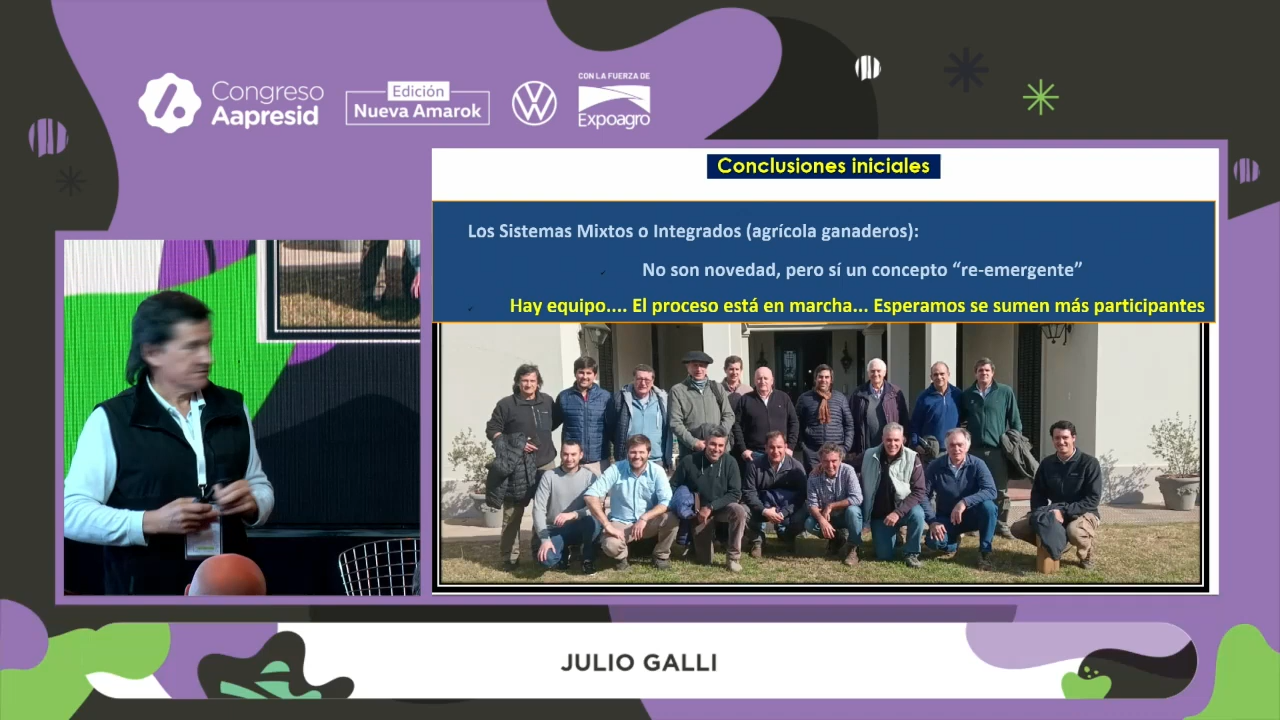 Congreso
Aapresid
Edición
Nueva Amarok
CON LA FUERZA DE
Expoagro
Conclusiones iniciales
Los Sistemas Mixtos o Integrados (agrícola ganaderos):
No son novedad, pero sí un concepto “re-emergente”
Hay equipo.... El proceso está en marcha... Esperamos se sumen más participantes
JULIO GALLI